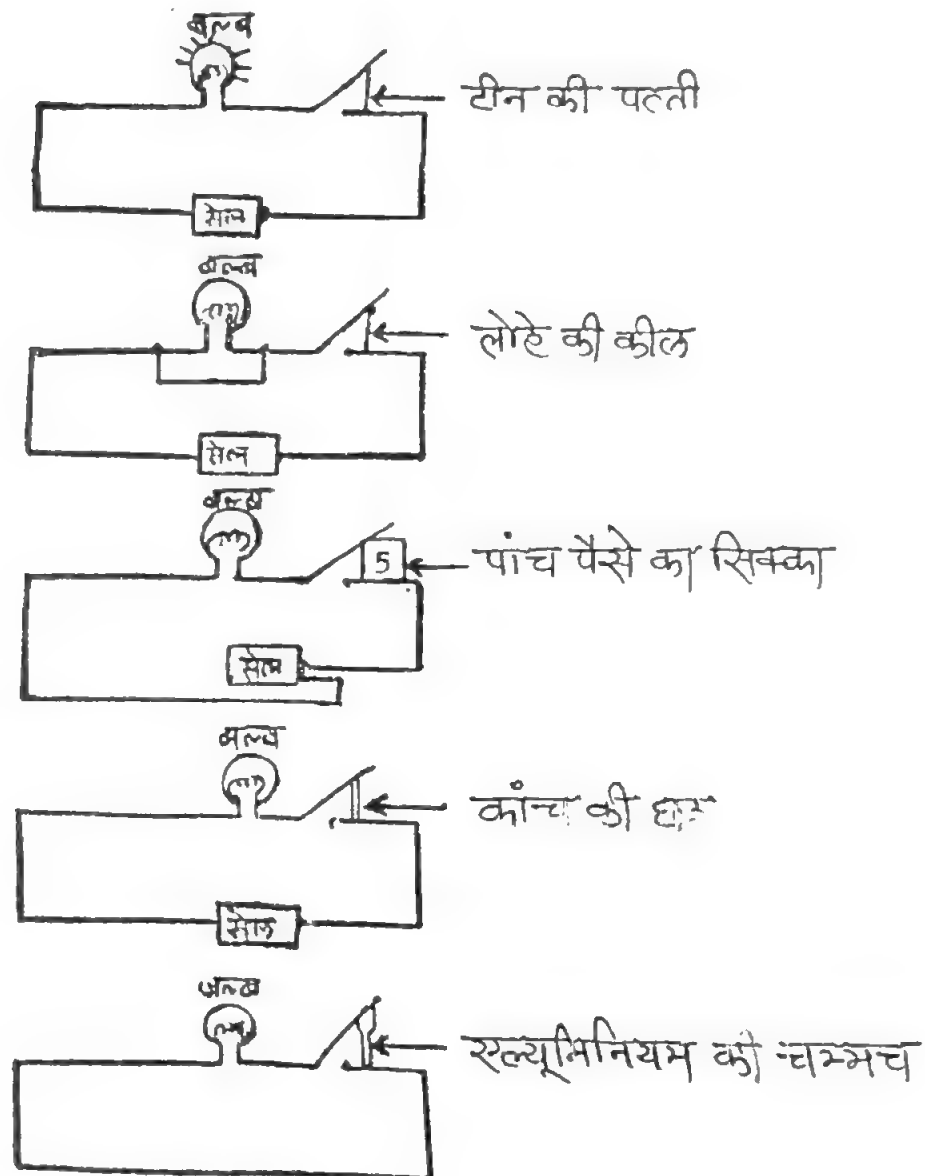 बल्ब
टीन की पत्ती
सेल
बल्ब
लोहे की कील
सेल
बल्ब
5
पांच पैसे का सिक्का
सेल
बल्ब
कांच की
सेल
बल्ब
एल्यूमिनियम की चम्मच